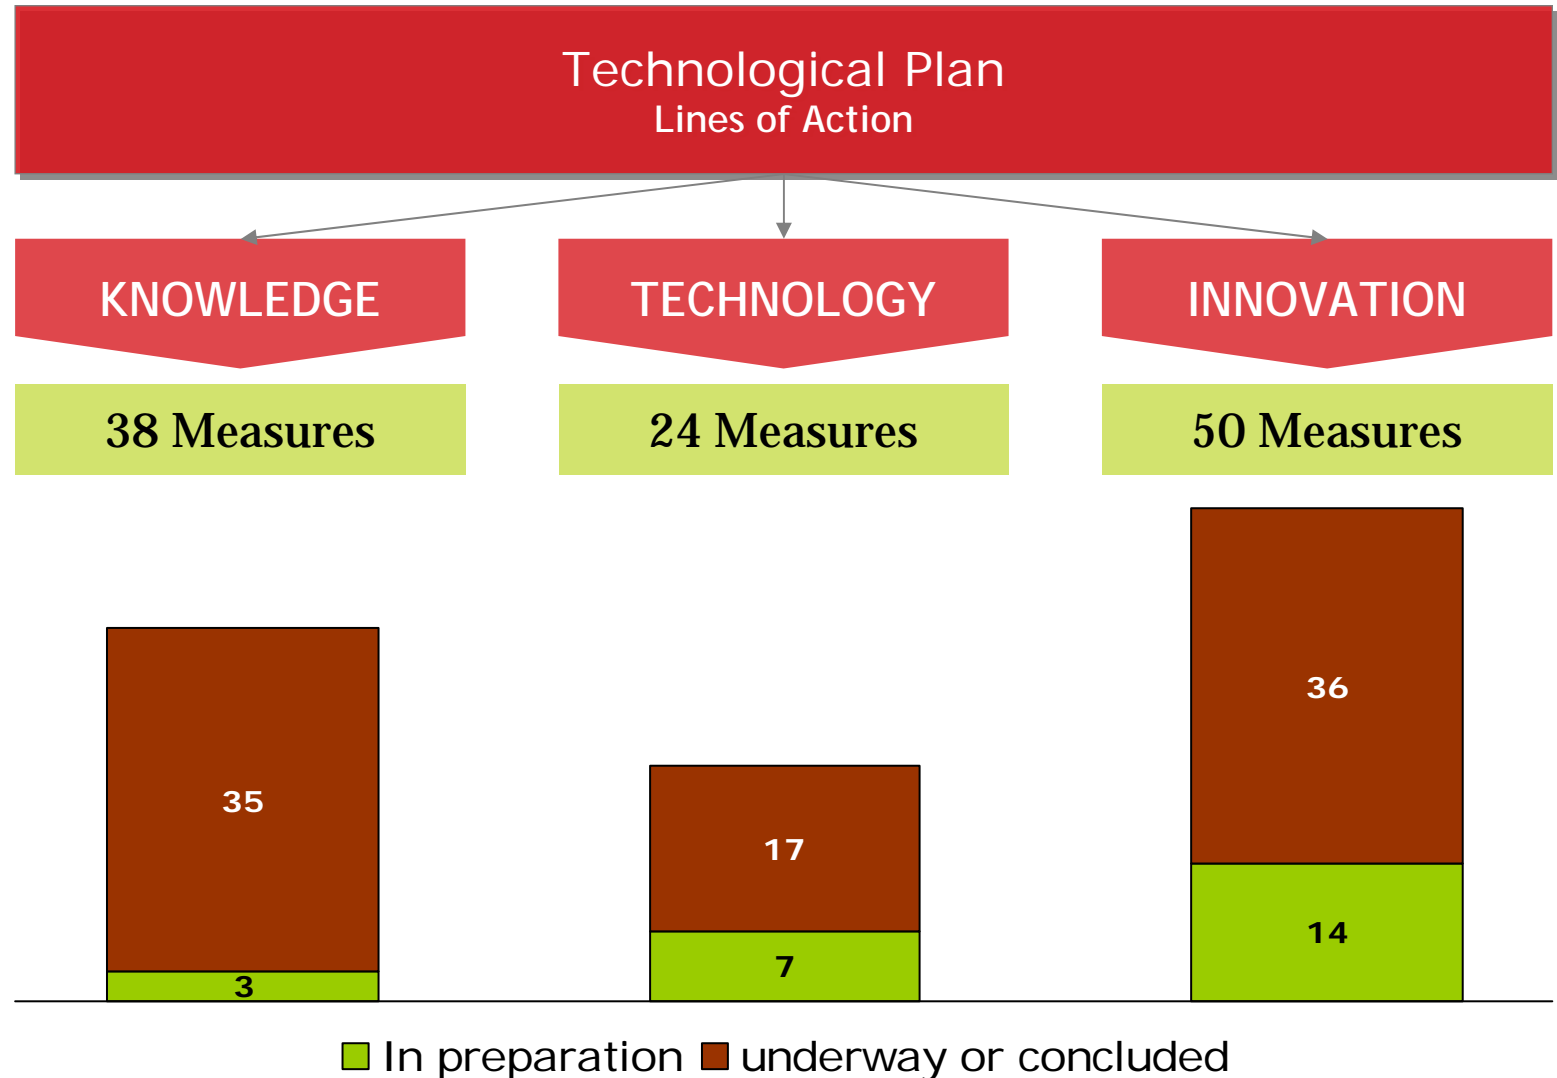 Technological Plan
Lines of Action
KNOWLEDGE
TECHNOLOGY
INNOVATION
38 Measures
24 Measures
50 Measures
35
3
17
7
36
14
In preparation
underway or concluded